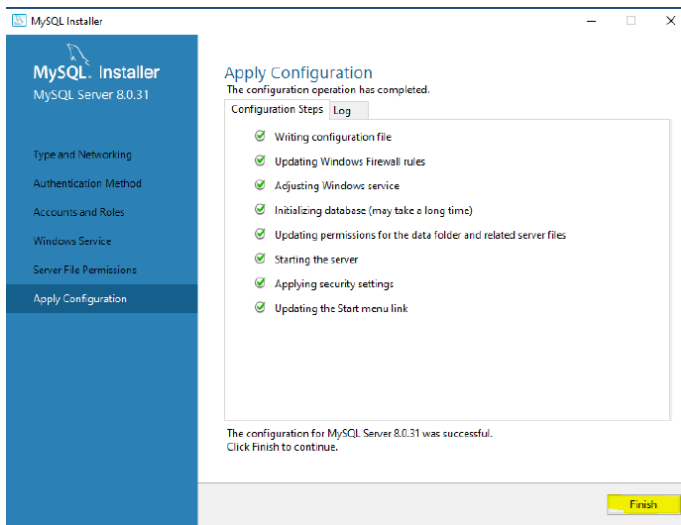 MySQL Installer
MySQL. Installer
MySQL Server 8.0.31
Type and Networking
Authentication Method
Accounts and Roles
Windows Service
Server File Permissions
Apply Configuration
Apply Configuration
The configuration operation has completed.
Configuration Steps Log
Writing configuration file
Updating Windows Firewall rules
Adjusting Windows service
Initializing database (may take a long time)
Updating permissions for the data folder and related server files
Starting the server
Applying security settings
Updating the Start menu link
The configuration for MySQL Server 8.0.31 was successful.
Click Finish to continue.
Finish